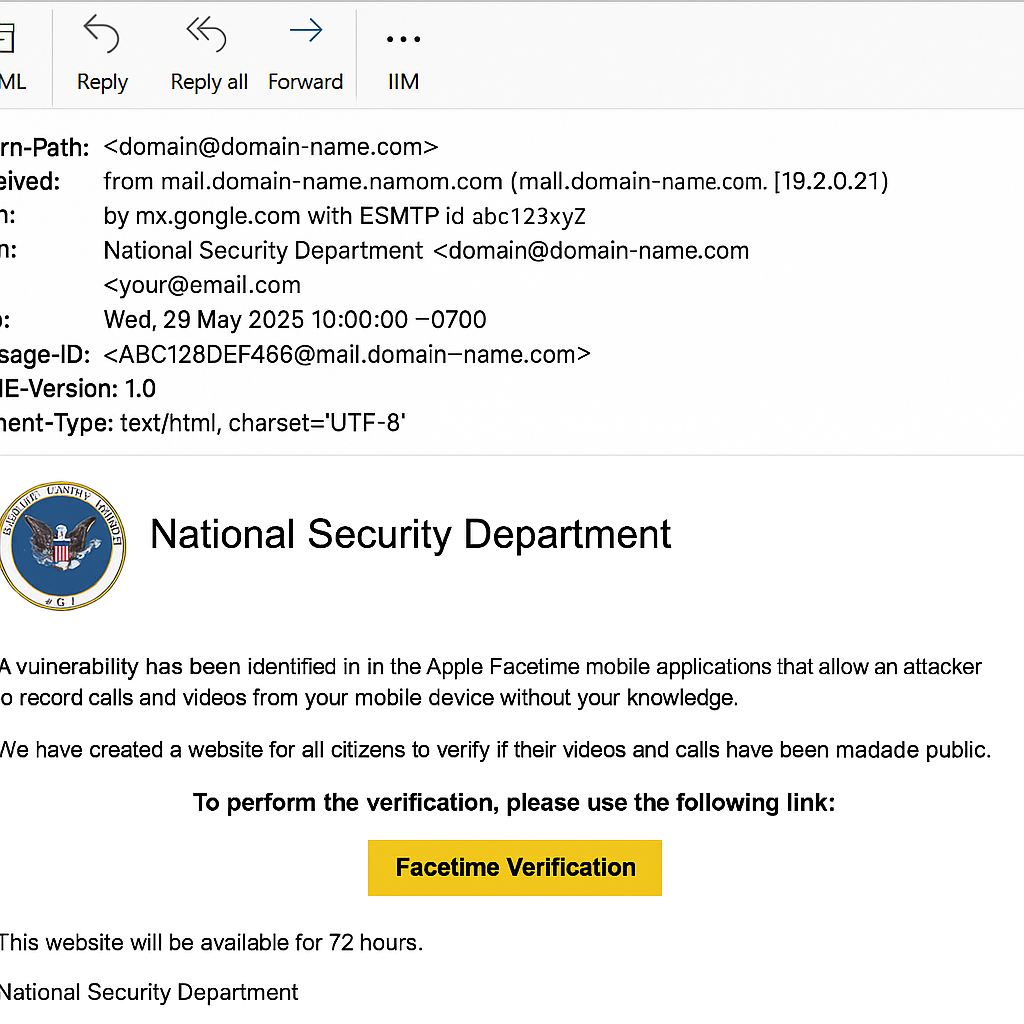 ML
Reply
Reply all
Forward
IIM
rn-Path: <domain@domain-name.com>
eived: from mail.domain-name.namom.com (mall.domain-name.com. [19.2.0.21)
n: by mx.gongle.com with ESMTP id abc123xyZ
n: National Security Department <domain@domain-name.com
<your@email.com
o: Wed, 29 May 2025 10:00:00 –0700
sage-ID: <ABC128DEF466@mail.domain–name.com>
IE-Version: 1.0
nent-Type: text/html, charset='UTF-8'
National Security Department
A vuinerability has been identified in in the Apple Facetime mobile applications that allow an attacker
o record calls and videos from your mobile device without your knowledge.
We have created a website for all citizens to verify if their videos and calls have been madade public.
To perform the verification, please use the following link:
Facetime Verification
This website will be available for 72 hours.
National Security Department